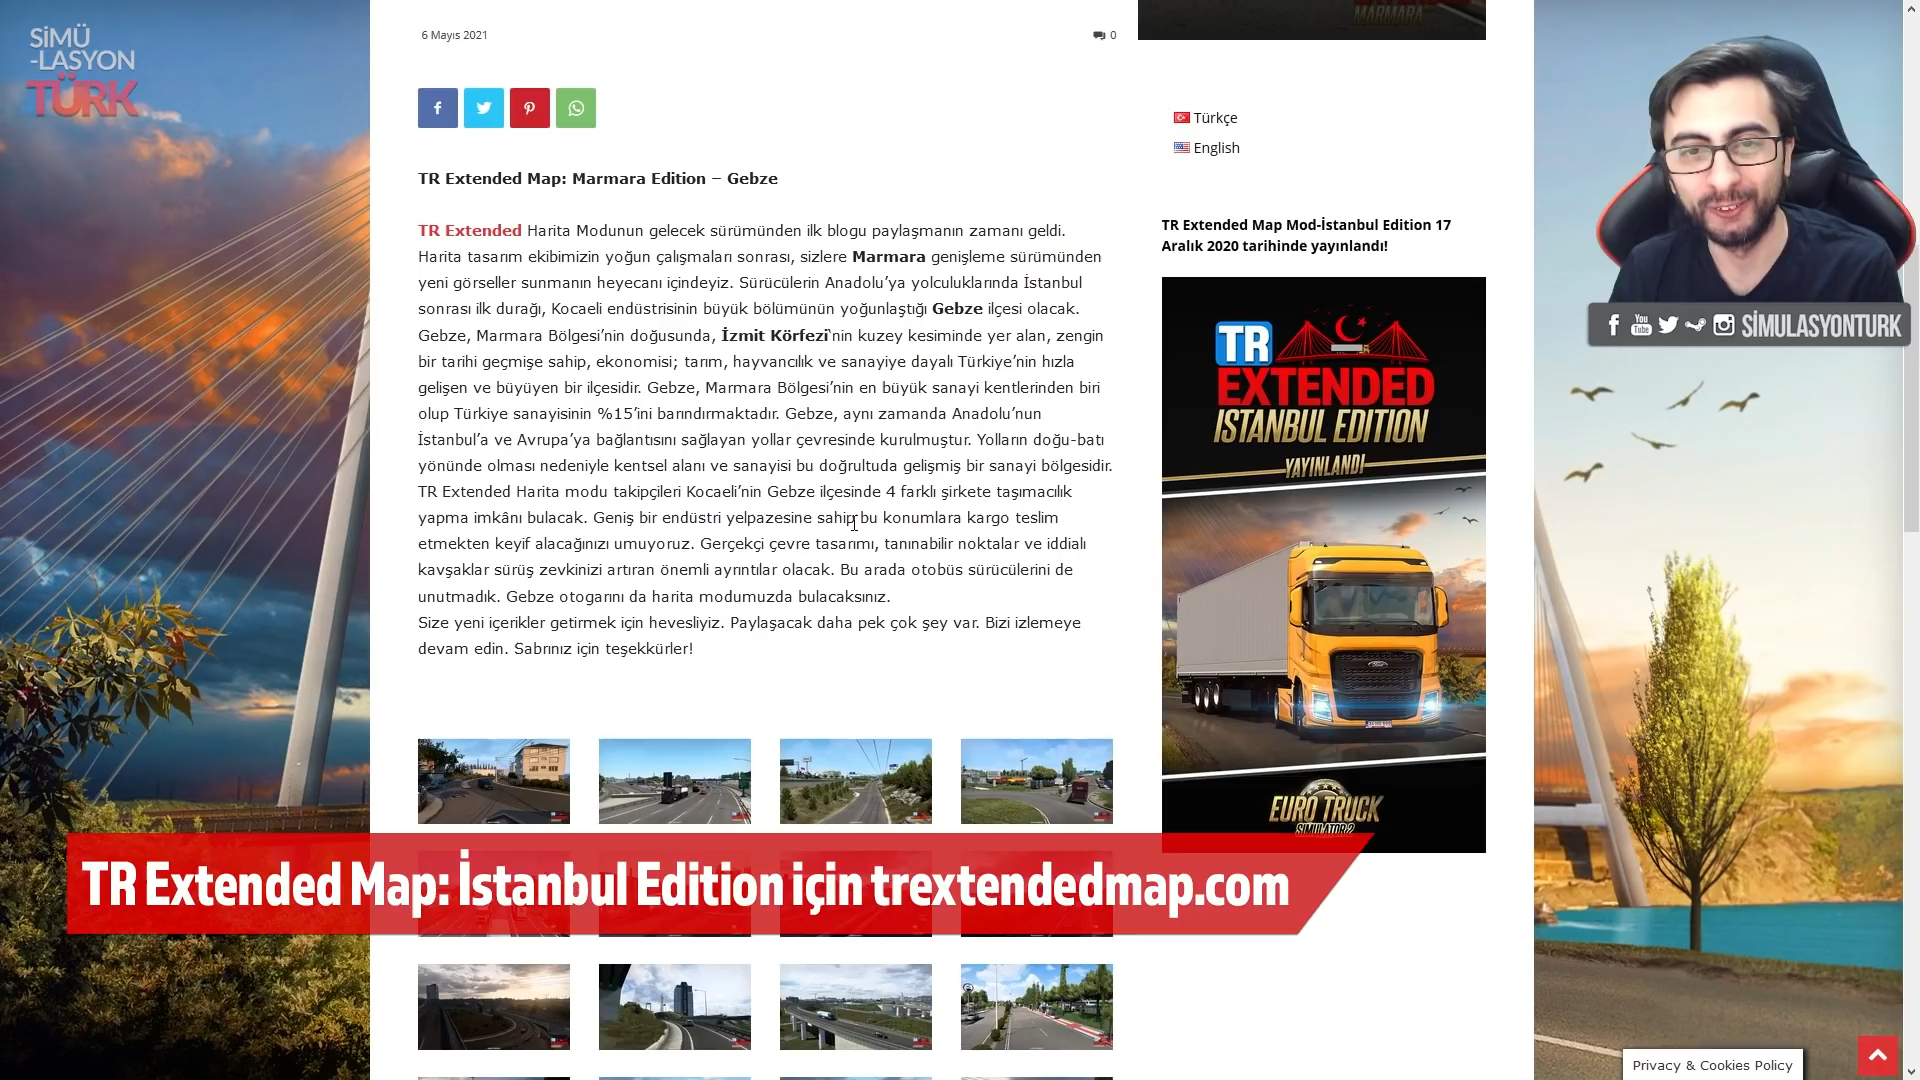 SİMÜ
-LASYON
TÜRK
6 Mayıs 2021
0
MARMARA
Türkçe
English
TR Extended Map: Marmara Edition – Gebze
TR Extended Harita Modunun gelecek sürümünden ilk blogu paylaşmanın zamanı geldi.
Harita tasarım ekibimizin yoğun çalışmaları sonrası, sizlere Marmara genişleme sürümünden
yeni görseller sunmanın heyecanı içindeyiz. Sürücülerin Anadolu’ya yolculuklarında İstanbul
sonrası ilk durağı, Kocaeli endüstrisinin büyük bölümünün yoğunlaştığı Gebze ilçesi olacak.
Gebze, Marmara Bölgesi’nin doğusunda, İzmit Körfezi‘nin kuzey kesiminde yer alan, zengin
bir tarihi geçmişe sahip, ekonomisi; tarım, hayvancılık ve sanayiye dayalı Türkiye’nin hızla
gelişen ve büyüyen bir ilçesidir. Gebze, Marmara Bölgesi’nin en büyük sanayi kentlerinden biri
olup Türkiye sanayisinin %15’ini barındırmaktadır. Gebze, aynı zamanda Anadolu’nun
İstanbul’a ve Avrupa’ya bağlantısını sağlayan yollar çevresinde kurulmuştur. Yolların doğu-batı
yönünde olması nedeniyle kentsel alanı ve sanayisi bu doğrultuda gelişmiş bir sanayi bölgesidir.
TR Extended Harita modu takipçileri Kocaeli’nin Gebze ilçesinde 4 farklı şirkete taşımacılık
yapma imkânı bulacak. Geniş bir endüstri yelpazesine sahip bu konumlara kargo teslim
etmekten keyif alacağınızı umuyoruz. Gerçekçi çevre tasarımı, tanınabilir noktalar ve iddialı
kavşaklar sürüş zevkinizi artıran önemli ayrıntılar olacak. Bu arada otobüs sürücülerini de
unutmadık. Gebze otogarını da harita modumuzda bulacaksınız.
Size yeni içerikler getirmek için hevesliyiz. Paylaşacak daha pek çok şey var. Bizi izlemeye
devam edin. Sabrınız için teşekkürler!
TR Extended Map Mod-İstanbul Edition 17
Aralık 2020 tarihinde yayınlandı!
TR
EXTENDED
ISTANBUL EDITION
YAYINLANDI
Ford
EURO TRUCK
SIMULATOR 2
You
Tube
SİMULASYONTURK
TR Extended Map: İstanbul Edition için trextendedmap.com
Privacy & Cookies Policy